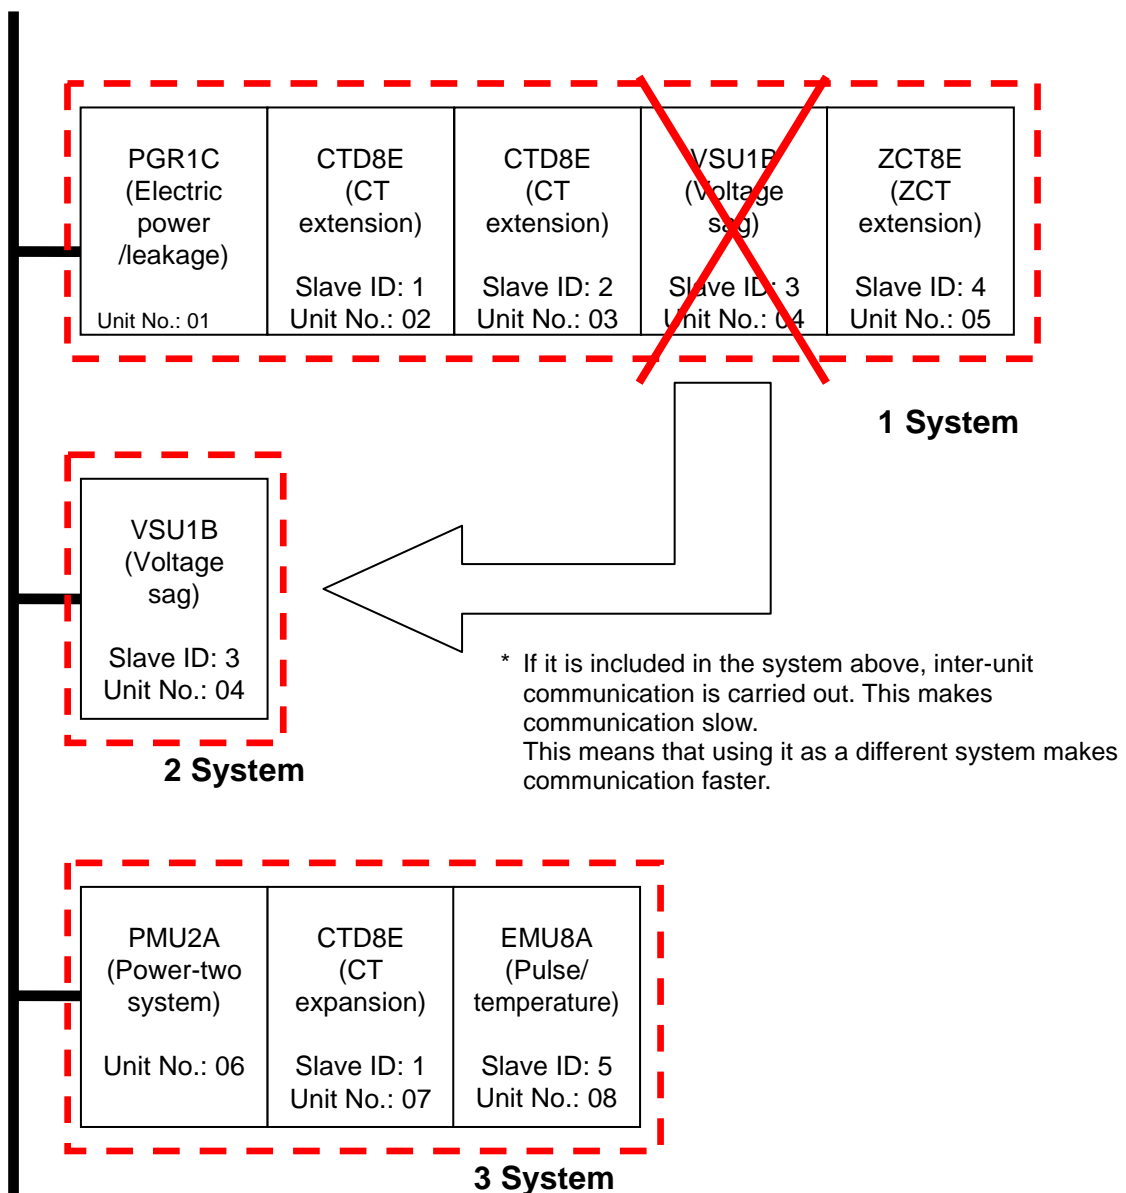 PGR1C
(Electric
power
/leakage)
Unit No.: 01
CTD8E
(CT
extension)
Slave ID: 1
Unit No.: 02
CTD8E
(CT
extension)
Slave ID: 2
Unit No.: 03
VSU1B
(Voltage
sag)
Slave ID: 3
Unit No.: 04
ZCT8E
(ZCT
extension)
Slave ID: 4
Unit No.: 05
1 System
VSU1B
(Voltage
sag)
Slave ID: 3
Unit No.: 04
2 System
* If it is included in the system above, inter-unit
communication is carried out. This makes
communication slow.
This means that using it as a different system makes
communication faster.
PMU2A
(Power-two
system)
Unit No.: 06
CTD8E
(CT
expansion)
Slave ID: 1
Unit No.: 07
EMU8A
(Pulse/
temperature)
Slave ID: 5
Unit No.: 08
3 System